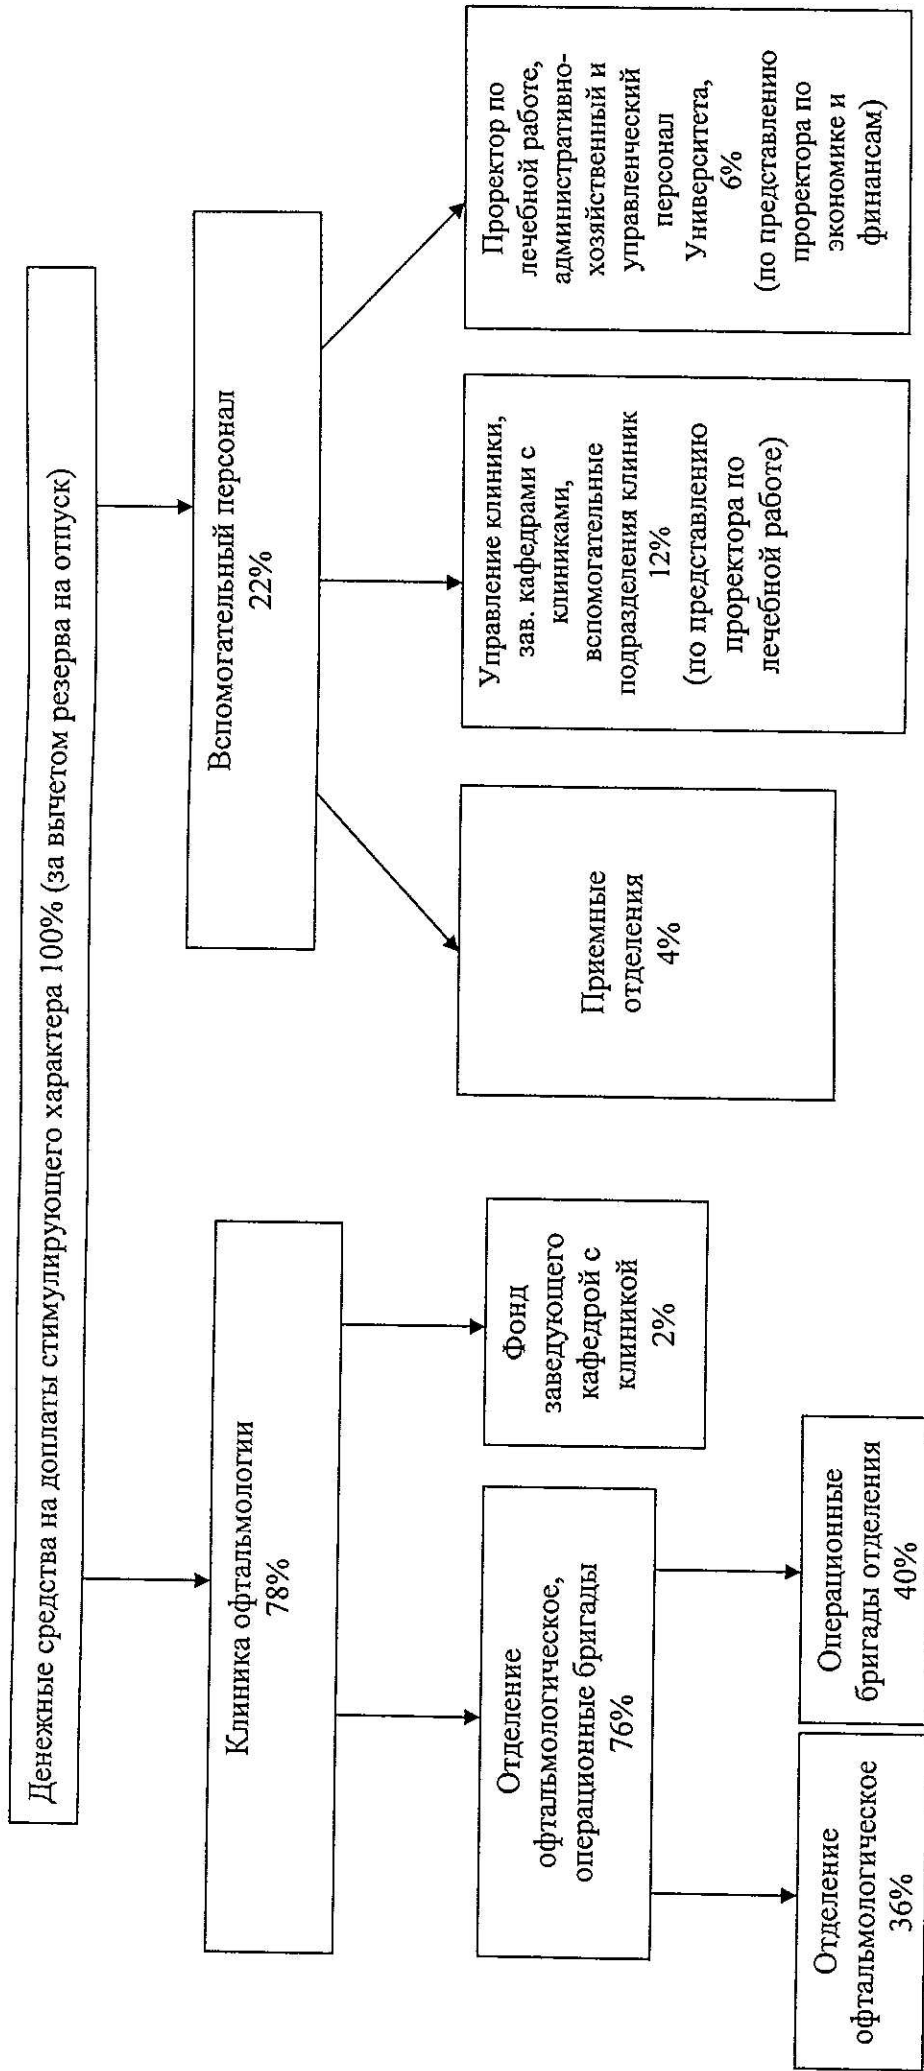 Денежные средства на доплаты стимулирующего характера 100% (за вычетом резерва на отпуск)
Клиника офтальмологии
78%
Вспомогательный персонал
22%
Отделение
офтальмологическое,
операционные бригады
76%
Фонд
заведующего
кафедрой с
клиникой
2%
Приемные
отделения
4%
Управление клиники,
зав. кафедрами с
клиниками,
вспомогательные
подразделения клиник
12%
(по представлению
проректора по
лечебной работе)
Проректор по
лечебной работе,
административно-
хозяйственный и
управленческий
персонал
Университета,
6%
(по представлению
проректора по
экономике и
финансам)
Отделение
офтальмологическое
36%
Операционные
бригады отделения
40%